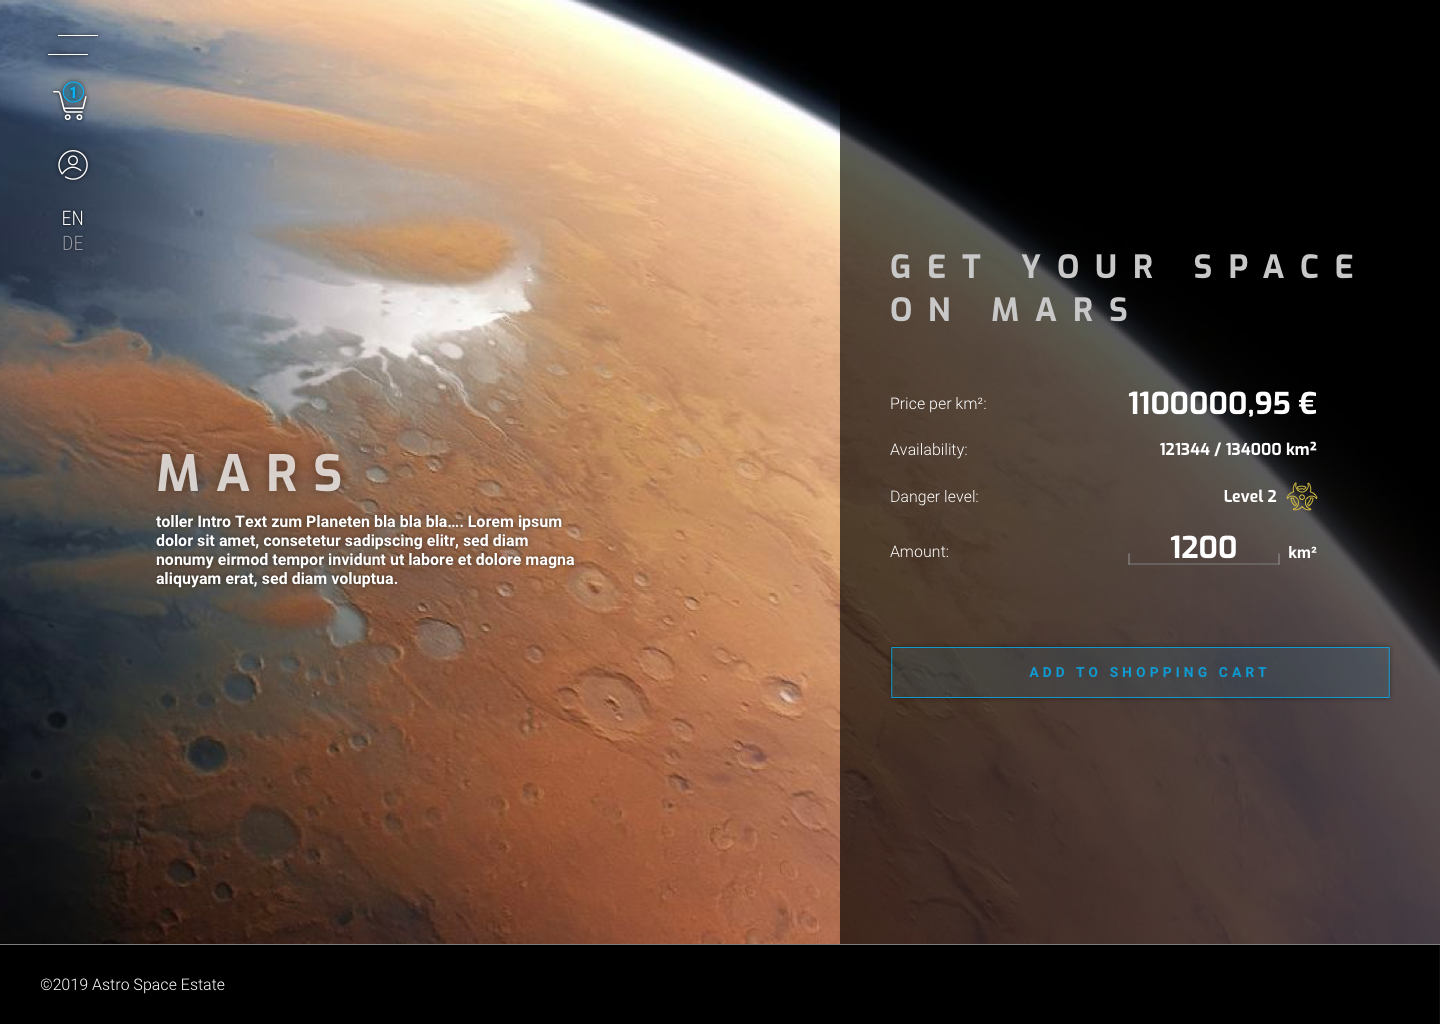 1
EN
DE
MARS
toller Intro Text zum Planeten bla bla bla.... Lorem ipsum
dolor sit amet, consetetur sadipscing elitr, sed diam
nonumy eirmod tempor invidunt ut labore et dolore magna
aliquyam erat, sed diam voluptua.
GET YOUR SPACE
ON MARS
Price per km²: 1100000,95 €
Availability: 121344 / 134000 km²
Danger level: Level 2
Amount: 1200 km²
ADD TO SHOPPING CART
©2019 Astro Space Estate